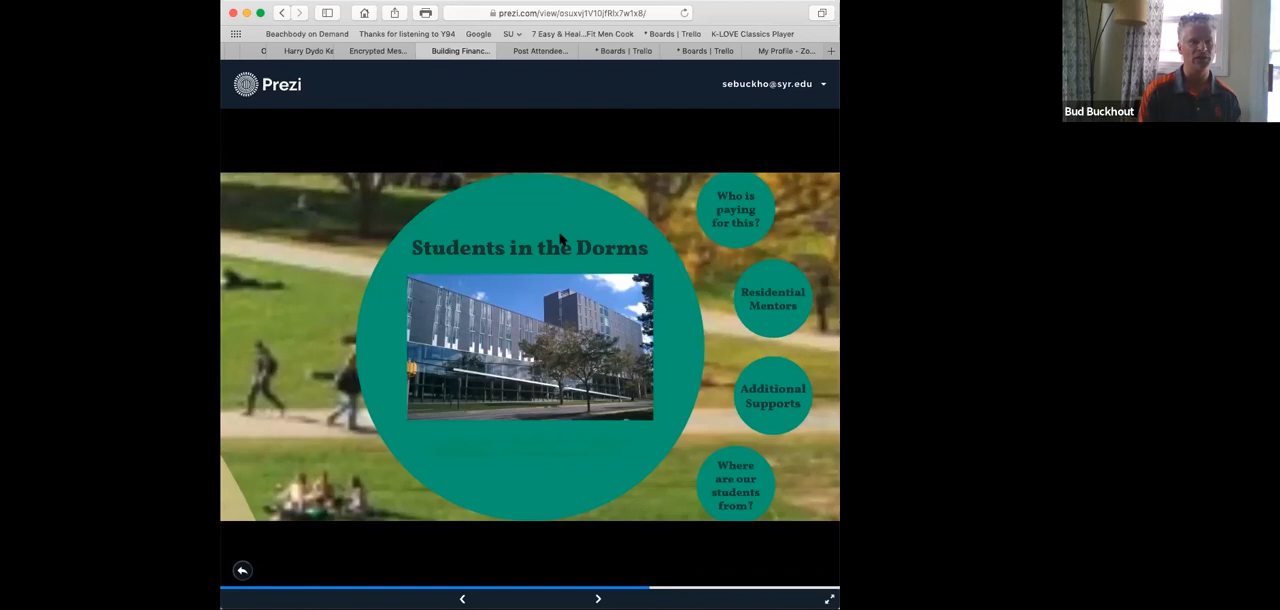 prezi.com/view/osuxvj1V10jfRlx7w1x8/
Beachbody on Demand Thanks for listening to Y94 Google SU 7 Easy & Heal...Fit Men Cook * Boards | Trello K-LOVE Classics Player
Harry Dydo Ke Encrypted Mes... Building Financ... Post Attendee... * Boards | Trello * Boards | Trello My Profile - Zo...
Prezi
sebuckho@syr.edu
Bud Buckhout
Students in the Dorms
Who is
paying
for this?
Residential
Mentors
Additional
Supports
Where
are our
students
from?